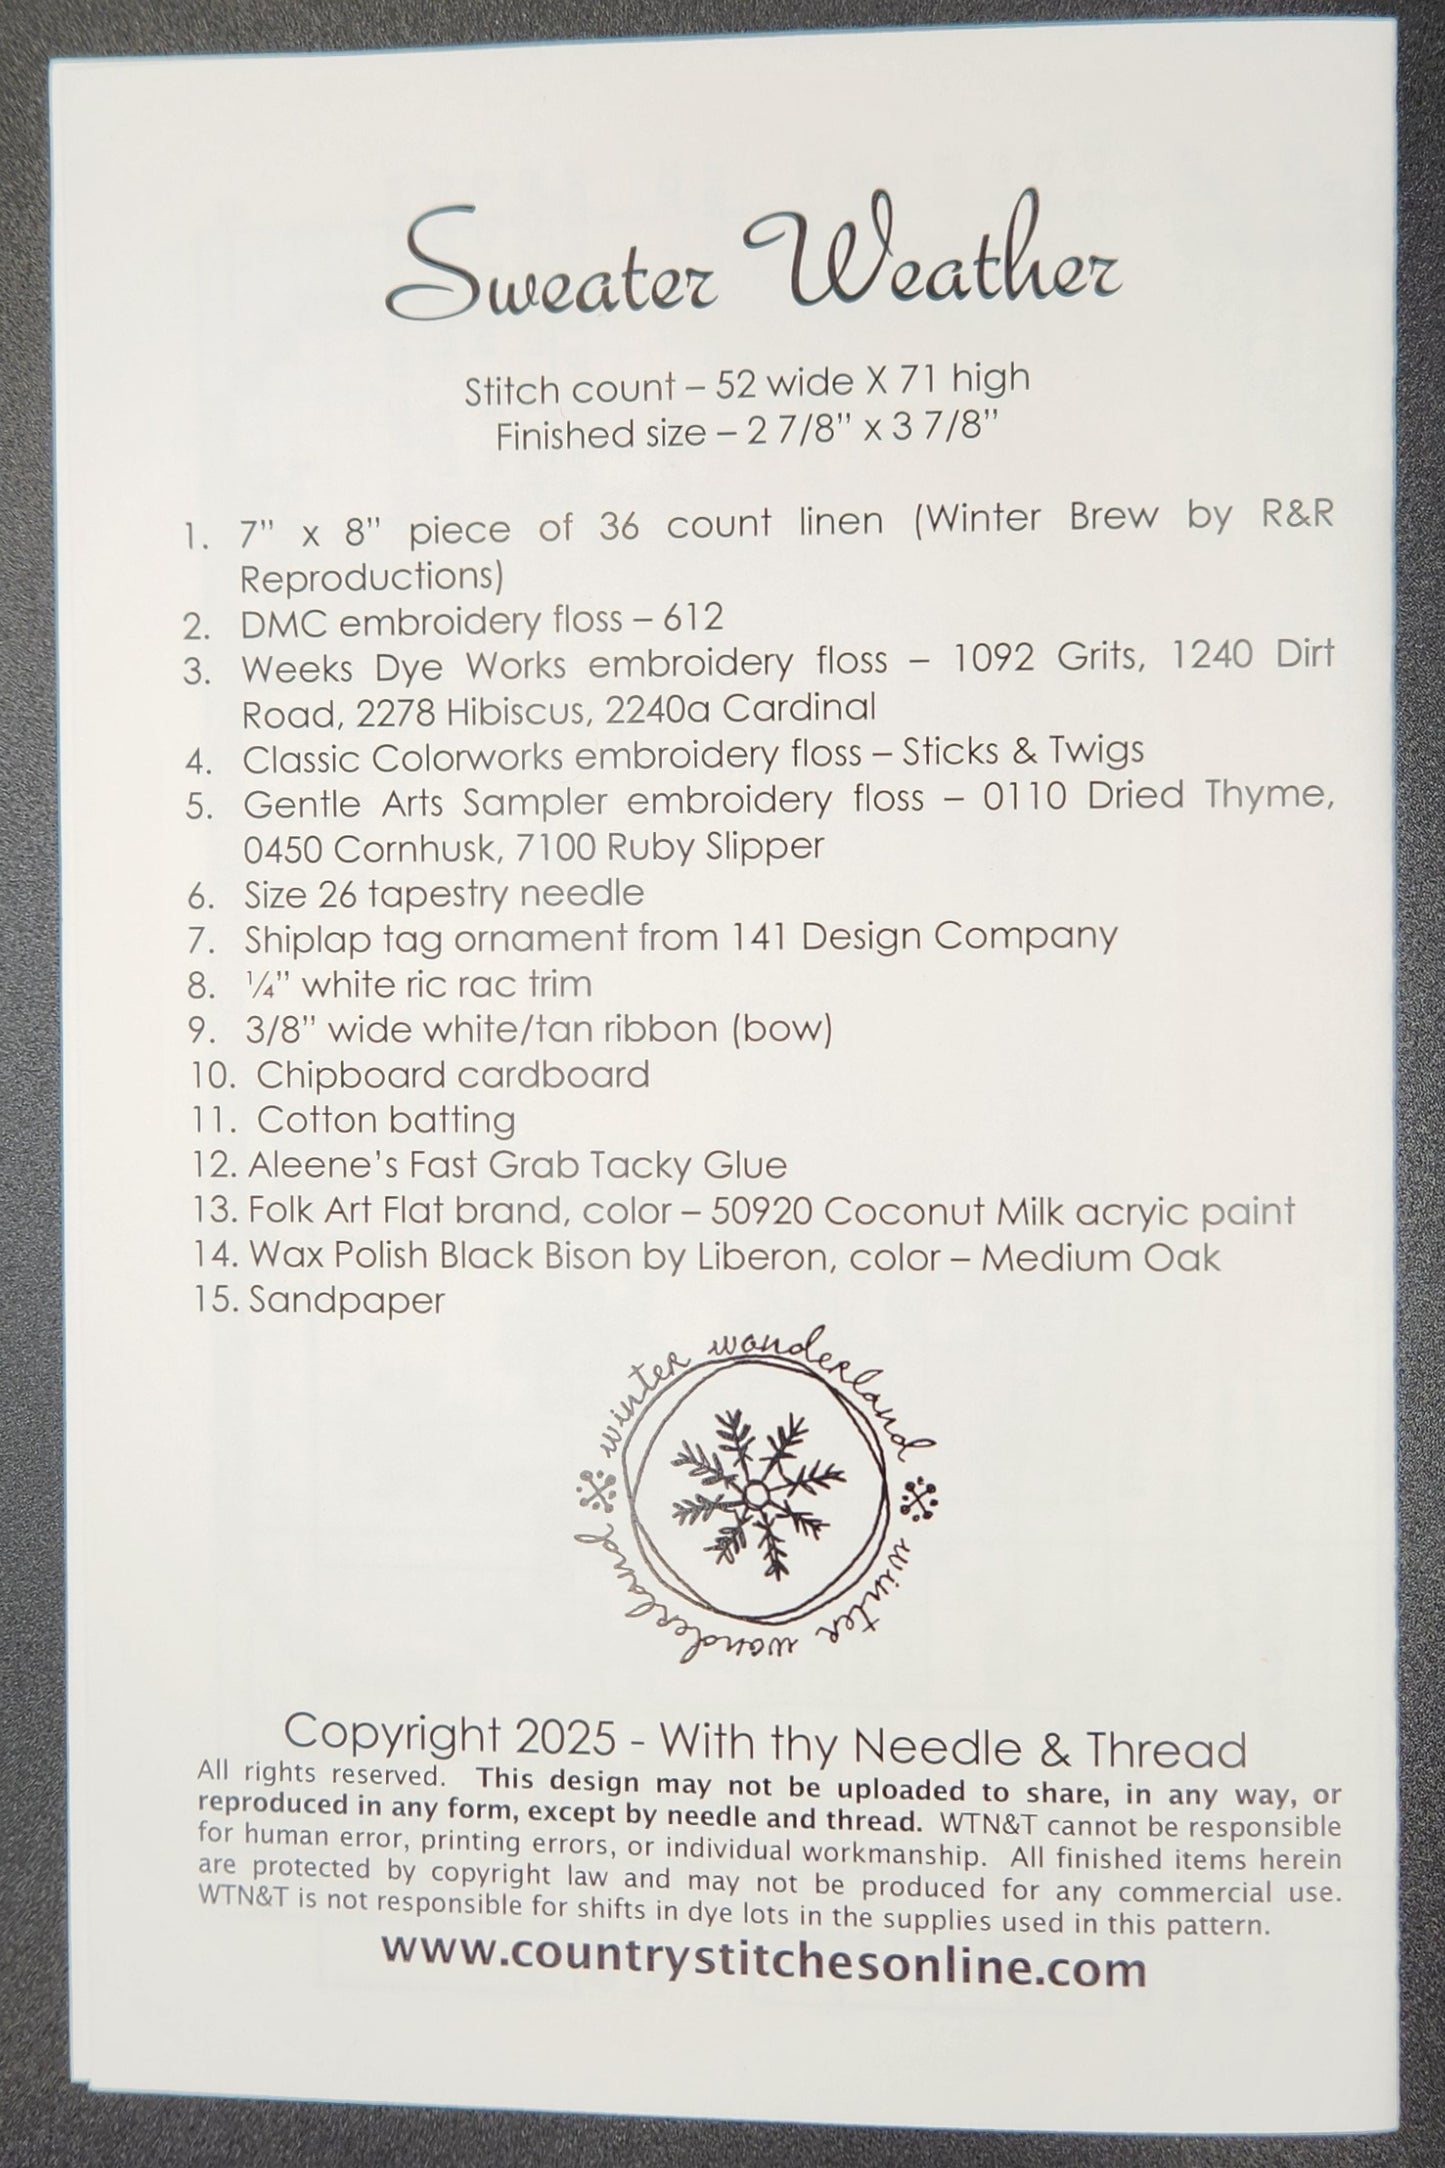 Sweater Weather
Stitch count – 52 wide X 71 high
Finished size – 2 7/8” x 3 7/8”
1. 7” x 8” piece of 36 count linen (Winter Brew by R&R
Reproductions)
2. DMC embroidery floss – 612
3. Weeks Dye Works embroidery floss – 1092 Grits, 1240 Dirt
Road, 2278 Hibiscus, 2240a Cardinal
4. Classic Colorworks embroidery floss – Sticks & Twigs
5. Gentle Arts Sampler embroidery floss – 0110 Dried Thyme,
0450 Cornhusk, 7100 Ruby Slipper
6. Size 26 tapestry needle
7. Shiplap tag ornament from 141 Design Company
8. ¼” white ric rac trim
9. 3/8” wide white/tan ribbon (bow)
10. Chipboard cardboard
11. Cotton batting
12. Aleene’s Fast Grab Tacky Glue
13. Folk Art Flat brand, color – 50920 Coconut Milk acryic paint
14. Wax Polish Black Bison by Liberon, color – Medium Oak
15. Sandpaper
winter wonderland
winter wonderland
Copyright 2025 - With thy Needle & Thread
All rights reserved. This design may not be uploaded to share, in any way, or
reproduced in any form, except by needle and thread. WTN&T cannot be responsible
for human error, printing errors, or individual workmanship. All finished items herein
are protected by copyright law and may not be produced for any commercial use.
WTN&T is not responsible for shifts in dye lots in the supplies used in this pattern.
www.countrystitchesonline.com